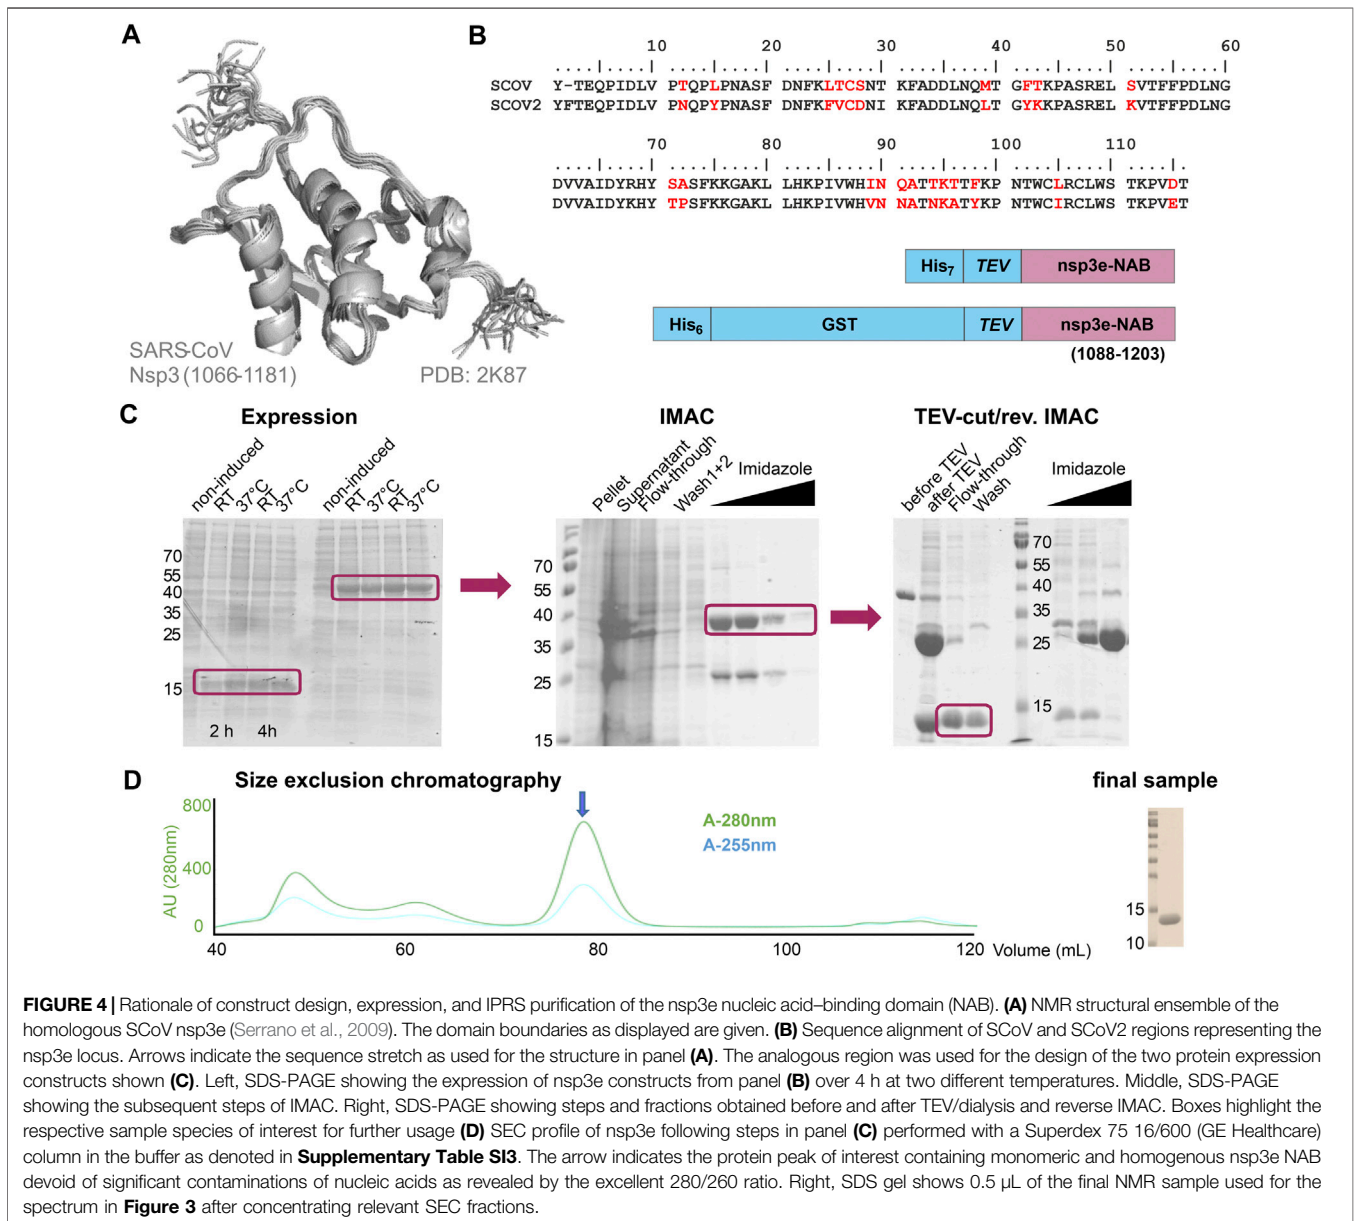 A
SARS-CoV
Nsp3 (1066-1181)
PDB: 2K87
B
10 20 30 40 50 60
SCOV Y-TEQPIDLV PTQPLPNASF DNFKLTCSNT KFADDLNQMT GFTKPASREL SVTFFPDLNG
SCOV2 YFTEQPIDLV PNQPYPNASF DNFKFVCDNI KFADDLNQLT GYKKPASREL KVTFFPDLNG
70 80 90 100 110
DVVAIDYRHY SASFKKGAKL LHKPIVWHIN QATTKTTFKP NTWCLRCLWS TKPVDT
DVVAIDYKHY TPSFKKGAKL LHKPIVWHVN NATNKATYKP NTWCIRCLWS TKPVET
His7 TEV nsp3e-NAB
His6 GST TEV nsp3e-NAB
(1088-1203)
C
Expression
non-induced RT 37°C RT 37°C non-induced RT 37°C RT 37°C
70
55
40
35
25
15
2 h 4h
IMAC
Pellet Supernatant Flow-through Wash1+2 Imidazole
70
55
40
35
25
15
TEV-cut/rev. IMAC
before TEV after TEV Flow-through Wash Imidazole
70
55
40
35
25
15
D
Size exclusion chromatography
AU (280nm)
800
400
0
A-280nm
A-255nm
40 60 80 100 120 Volume (mL)
final sample
15
10
FIGURE 4 | Rationale of construct design, expression, and IPRS purification of the nsp3e nucleic acid–binding domain (NAB). (A) NMR structural ensemble of the
homologous SCoV nsp3e (Serrano et al., 2009). The domain boundaries as displayed are given. (B) Sequence alignment of SCoV and SCoV2 regions representing the
nsp3e locus. Arrows indicate the sequence stretch as used for the structure in panel (A). The analogous region was used for the design of the two protein expression
constructs shown (C). Left, SDS-PAGE showing the expression of nsp3e constructs from panel (B) over 4 h at two different temperatures. Middle, SDS-PAGE
showing the subsequent steps of IMAC. Right, SDS-PAGE showing steps and fractions obtained before and after TEV/dialysis and reverse IMAC. Boxes highlight the
respective sample species of interest for further usage (D) SEC profile of nsp3e following steps in panel (C) performed with a Superdex 75 16/600 (GE Healthcare)
column in the buffer as denoted in Supplementary Table SI3. The arrow indicates the protein peak of interest containing monomeric and homogenous nsp3e NAB
devoid of significant contaminations of nucleic acids as revealed by the excellent 280/260 ratio. Right, SDS gel shows 0.5 µL of the final NMR sample used for the
spectrum in Figure 3 after concentrating relevant SEC fractions.